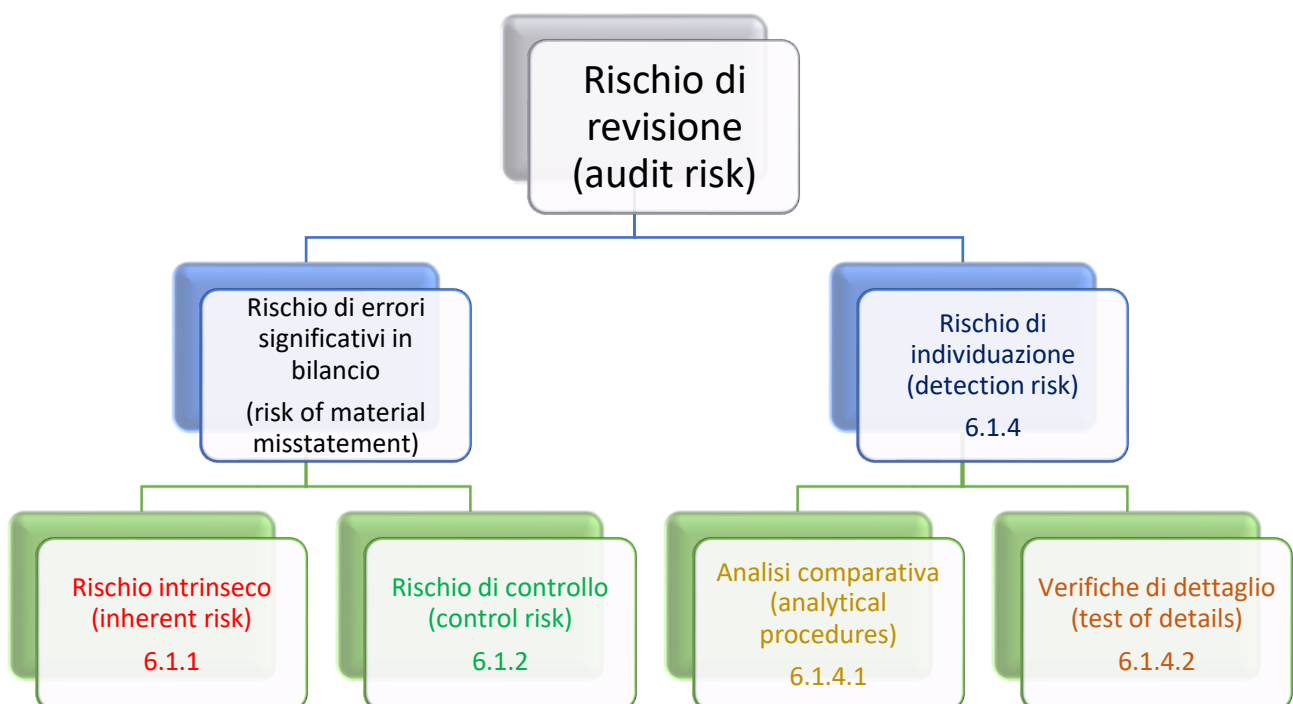 Rischio di
revisione
(audit risk)
Rischio di errori
significativi in
bilancio
(risk of material
misstatement)
Rischio di
individuazione
(detection risk)
6.1.4
Rischio intrinseco
(inherent risk)
6.1.1
Rischio di controllo
(control risk)
6.1.2
Analisi comparativa
(analytical
procedures)
6.1.4.1
Verifiche di dettaglio
(test of details)
6.1.4.2